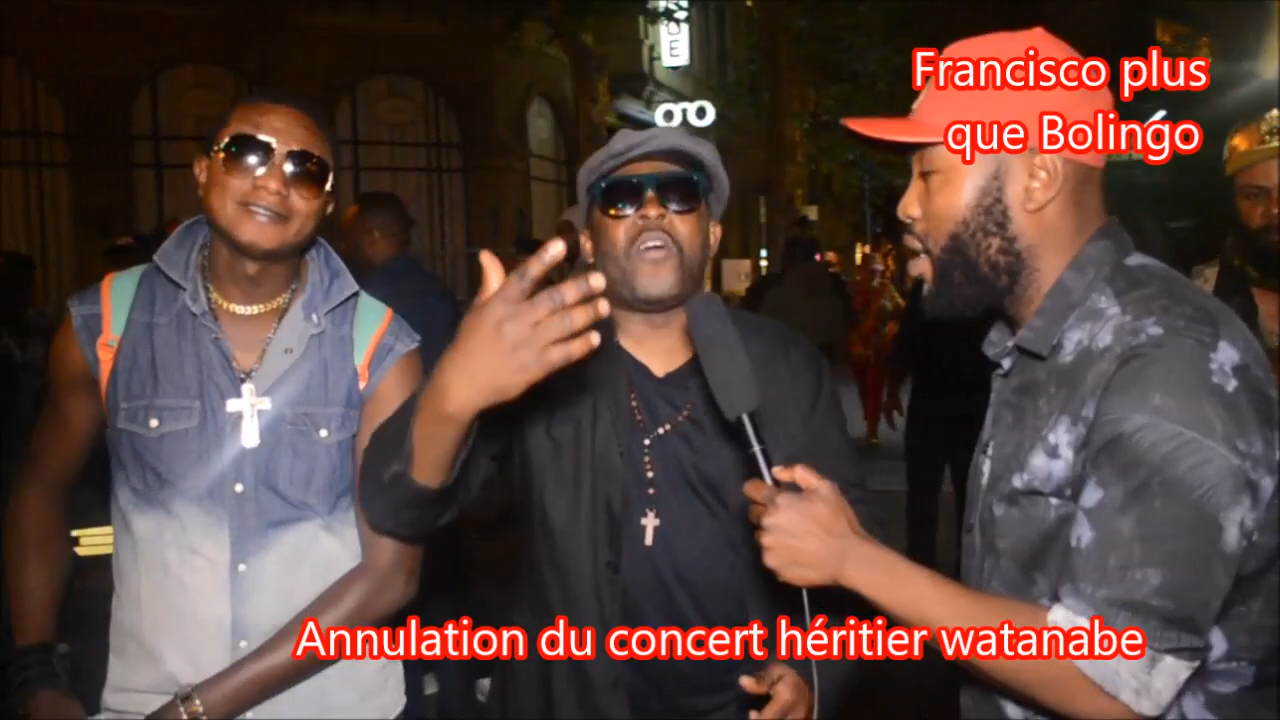 Francisco plus
que Bolingo
Annulation du concert héritier watanabe